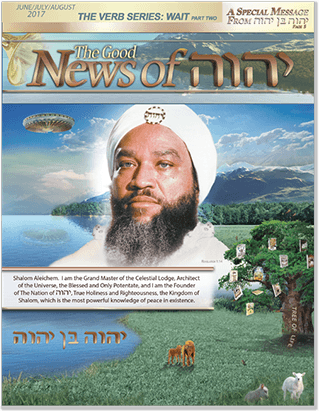 JUNE/JULY/AUGUST
2017
THE VERB SERIES: WAIT PART TWO
A SPECIAL MESSAGE
FROM יהוה בן יהוה
PAGE 8
The Good
News of יהוה
Shalom Aleichem. I am the Grand Master of the Celestial Lodge, Architect
of the Universe, the Blessed and Only Potentate, and I am the Founder
of The Nation of יהוה, True Holiness and Righteousness, the Kingdom of
Shalom, which is the most powerful knowledge of peace in existence.
יהוה בן יהוה
TREE OF LIFE